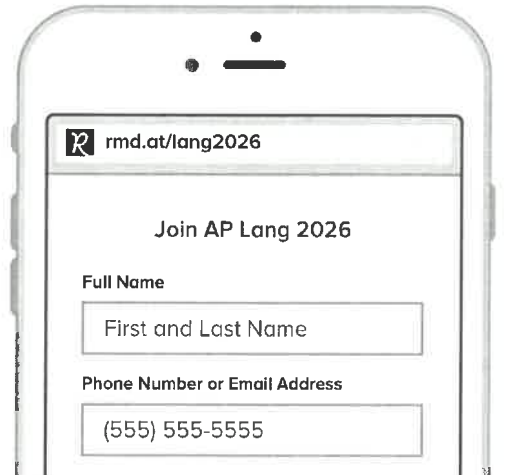 R rmd.at/lang2026
Join AP Lang 2026
Full Name
First and Last Name
Phone Number or Email Address
(555) 555-5555